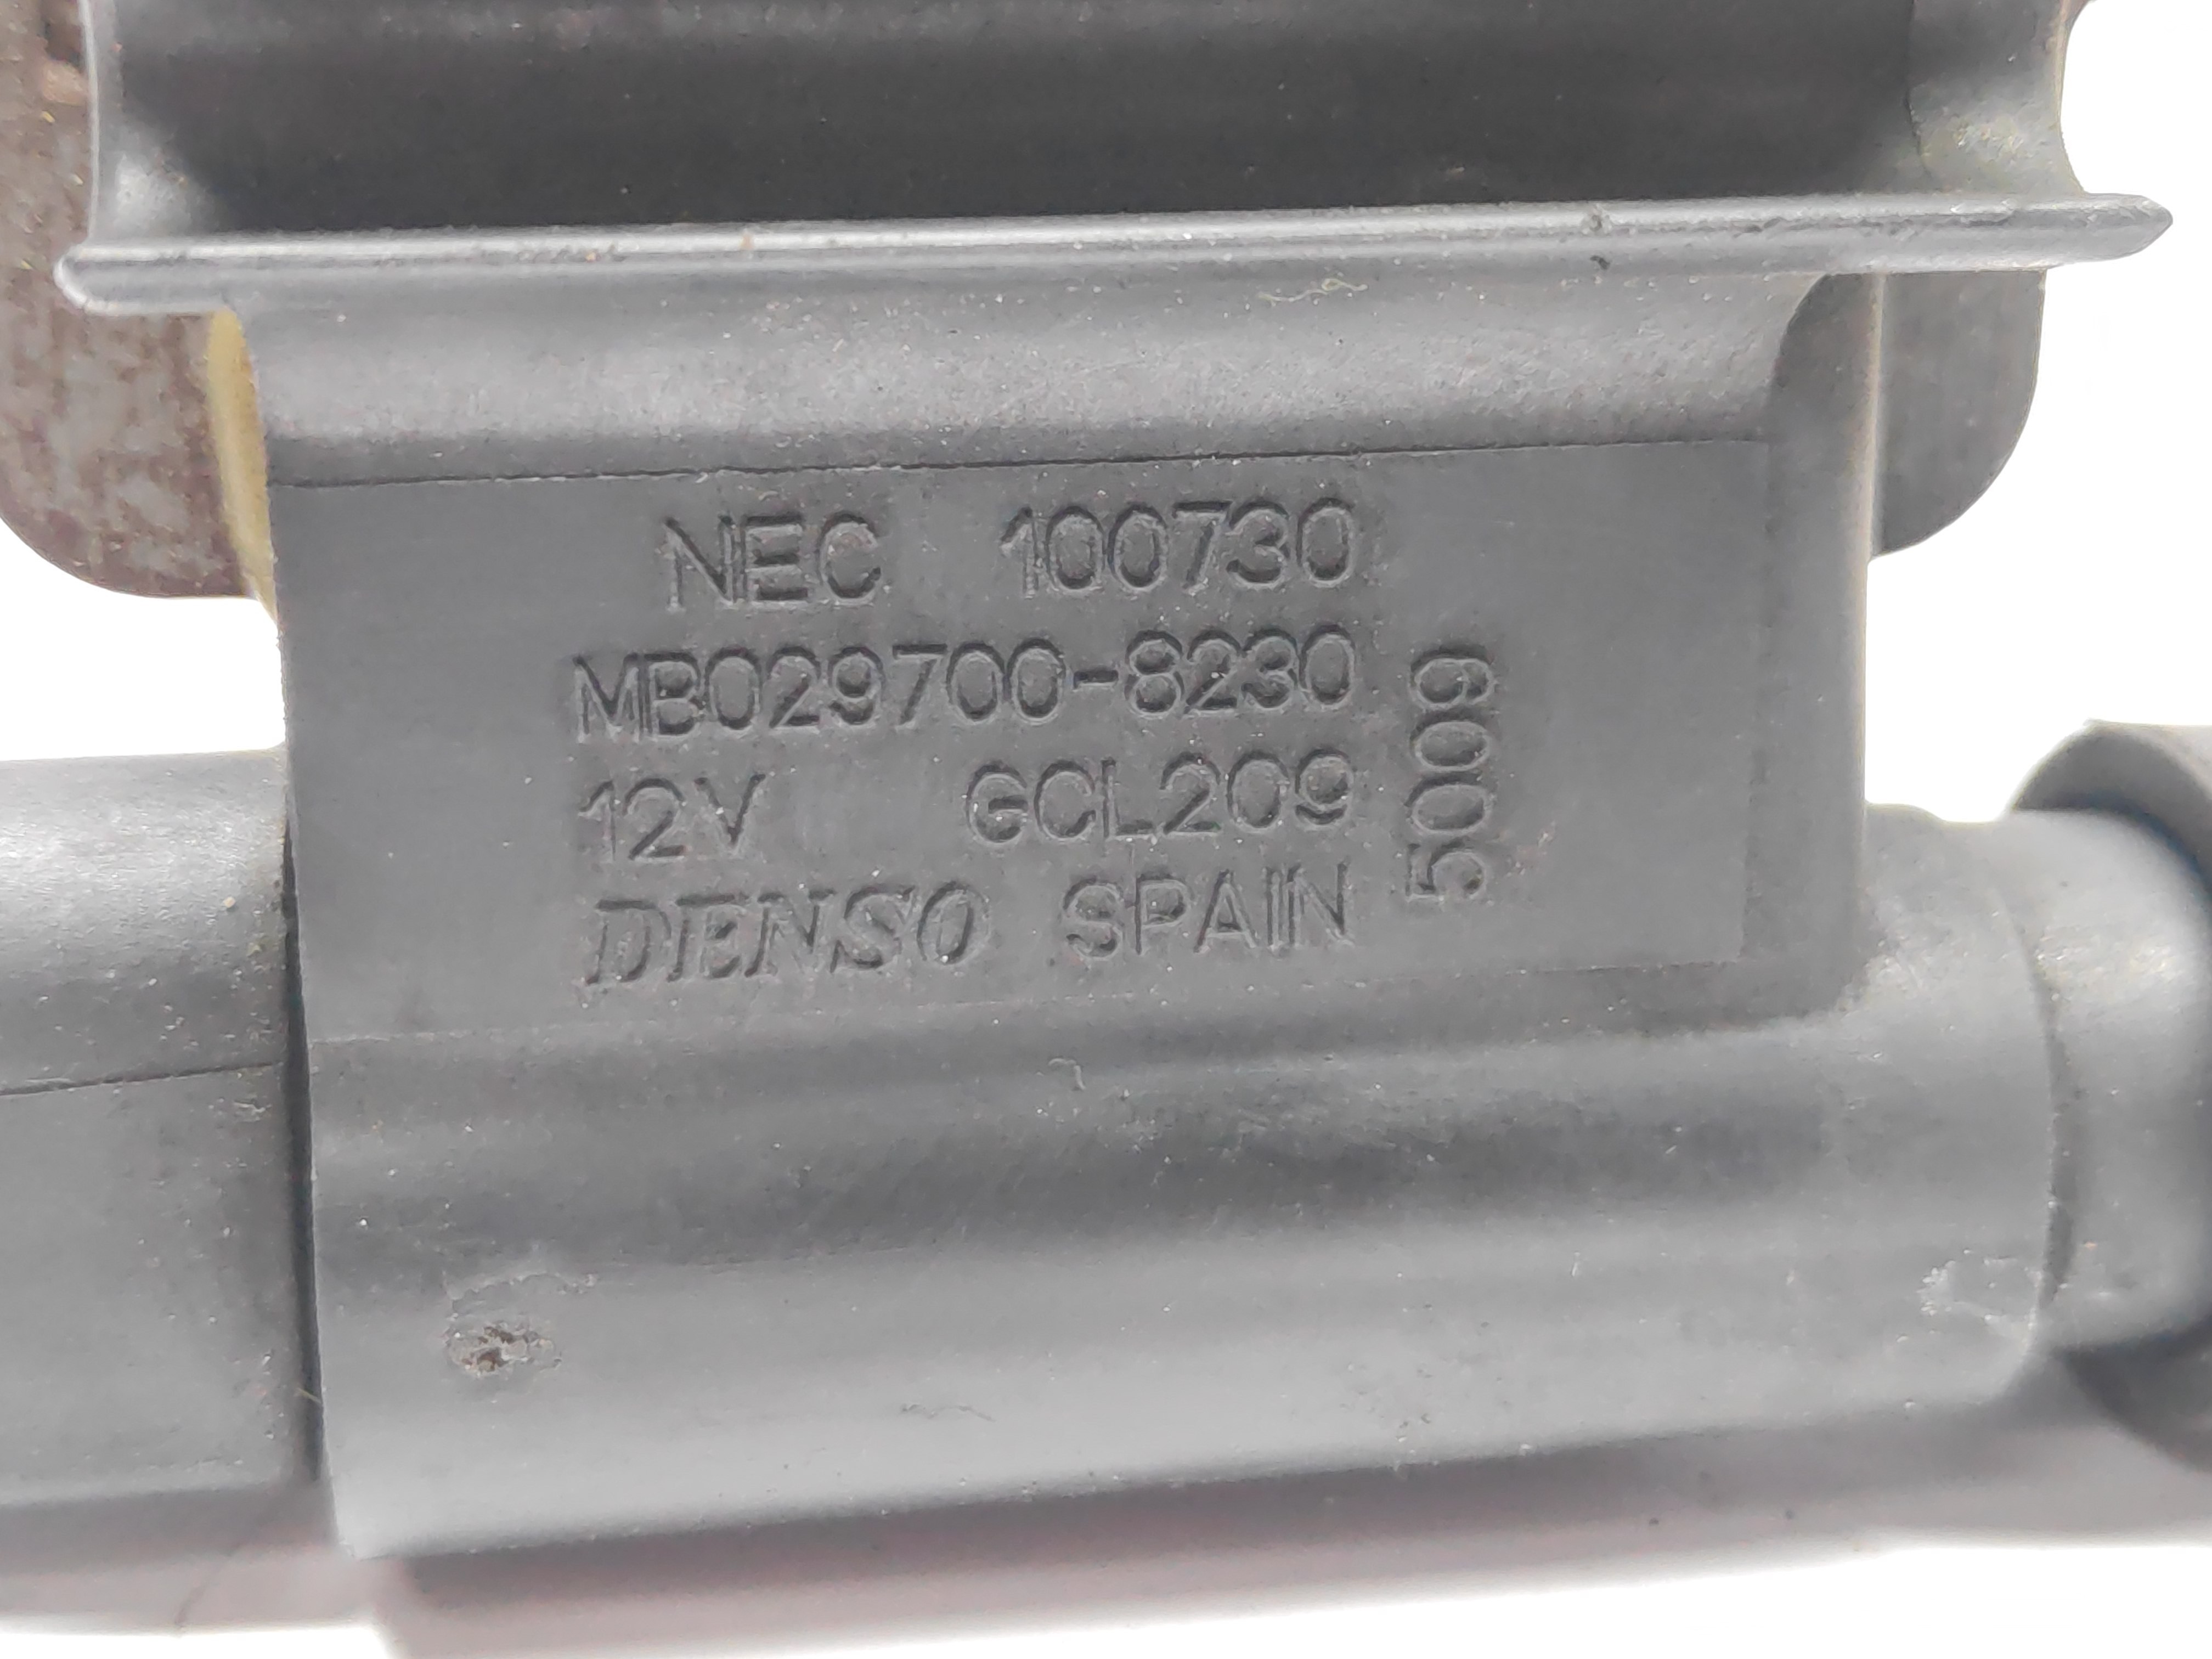 NEC 100730
MB029700-8230
12V GCL209
DENSO SPAIN
5009